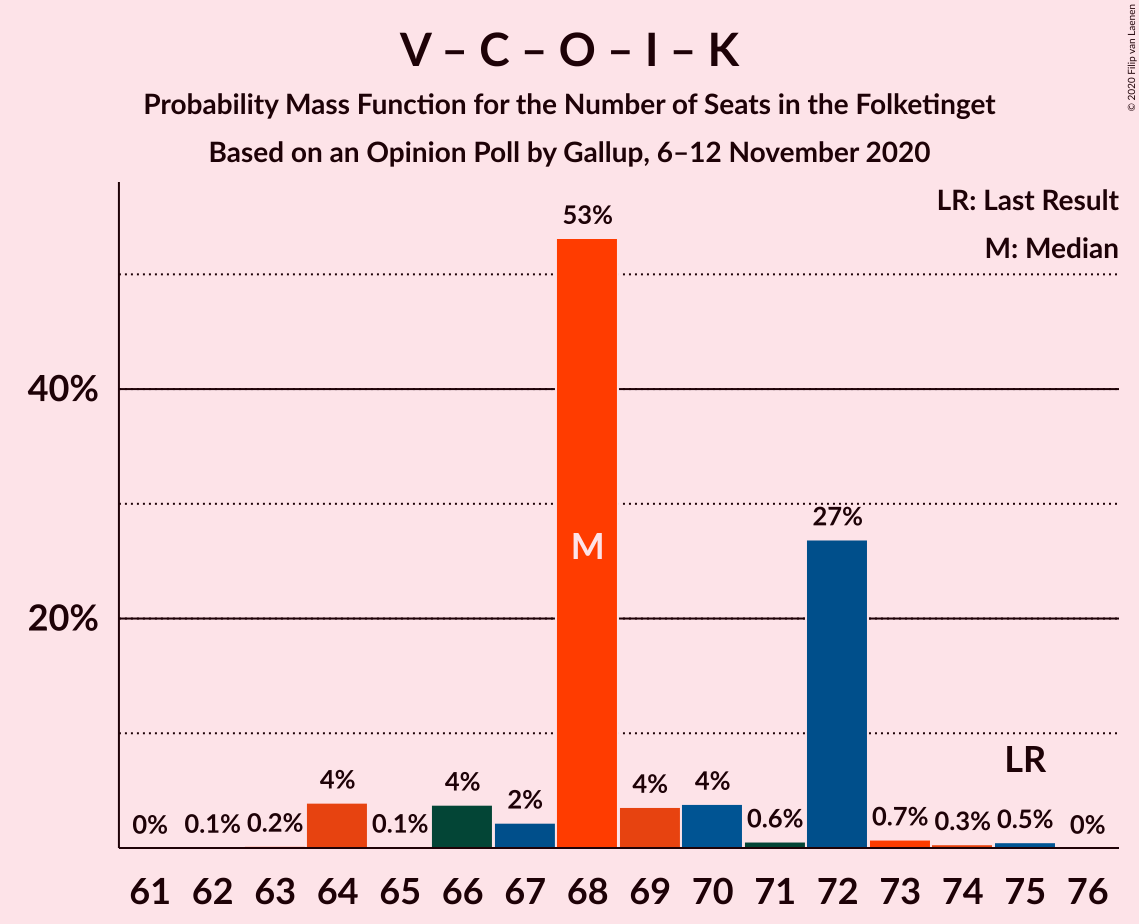 V – C – O – I – K
Probability Mass Function for the Number of Seats in the Folketinget
Based on an Opinion Poll by Gallup, 6–12 November 2020
© 2020 Filip van Laenen
LR: Last Result
M: Median
53%
40%
27%
M
20%
LR
4%
4%
2%
4%
4%
0%
0.1%
0.2%
0.1%
0.6%
0.7%
0.3%
0.5%
0%
61 62 63 64 65 66 67 68 69 70 71 72 73 74 75 76